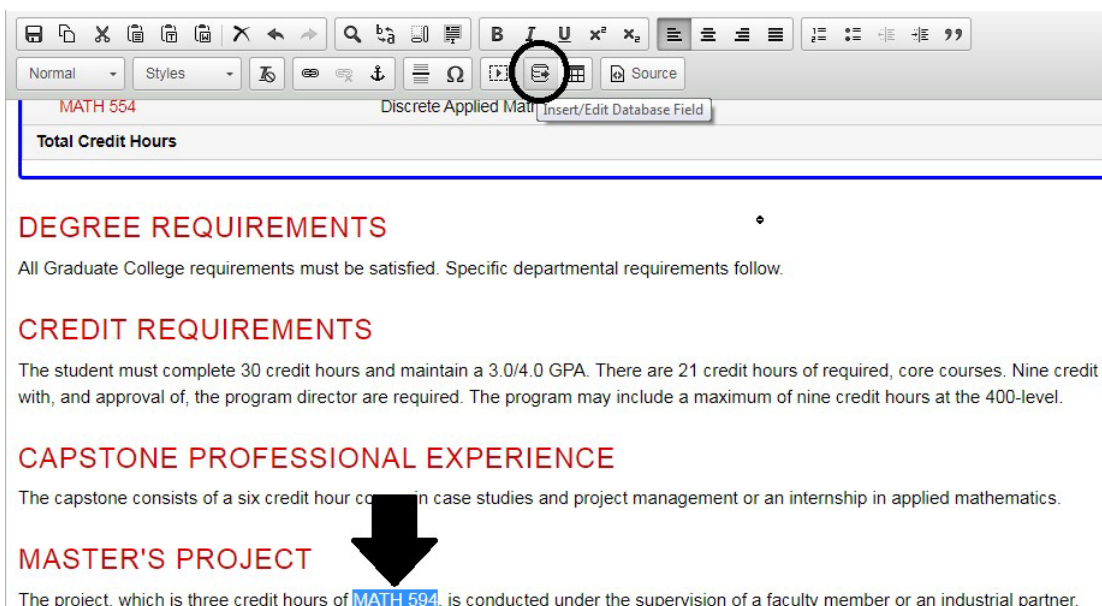 B I U x² x₂
Normal Styles Ω Source
MATH 554 Discrete Applied Mat
Insert/Edit Database Field
Total Credit Hours
DEGREE REQUIREMENTS
All Graduate College requirements must be satisfied. Specific departmental requirements follow.
CREDIT REQUIREMENTS
The student must complete 30 credit hours and maintain a 3.0/4.0 GPA. There are 21 credit hours of required, core courses. Nine credit
with, and approval of, the program director are required. The program may include a maximum of nine credit hours at the 400-level.
CAPSTONE PROFESSIONAL EXPERIENCE
The capstone consists of a six credit hour in case studies and project management or an internship in applied mathematics.
MASTER'S PROJECT
The project, which is three credit hours of MATH 594, is conducted under the supervision of a faculty member or an industrial partner.